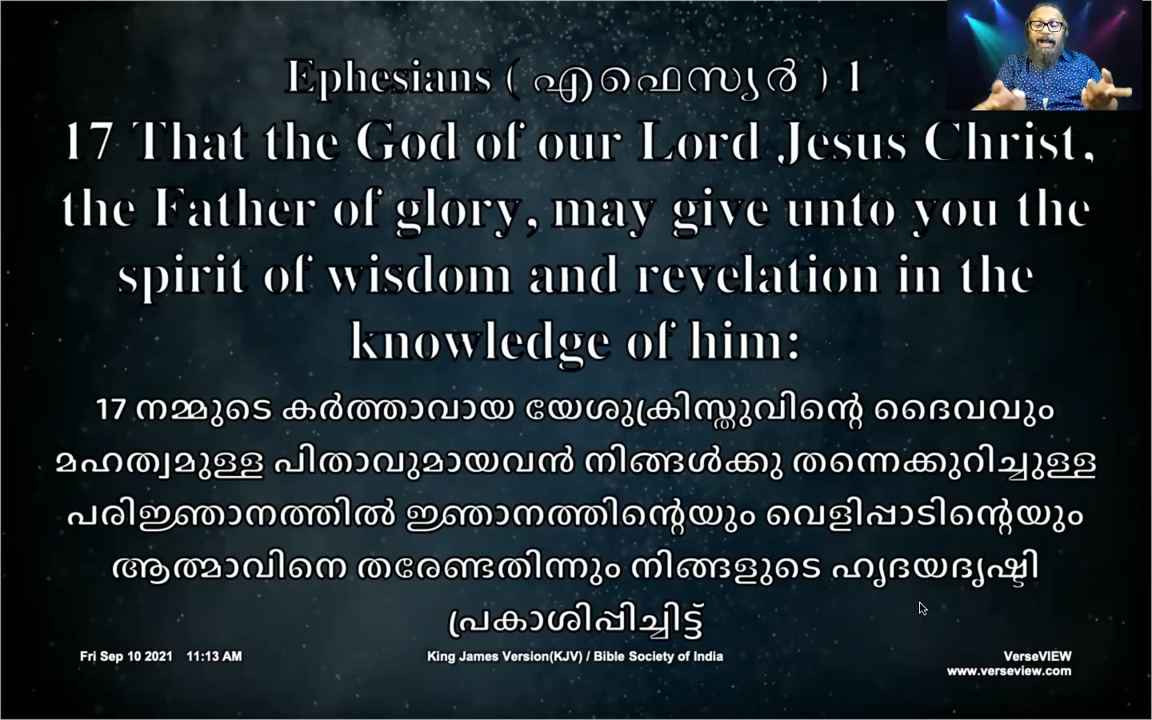 Ephesians ( എഫെസ്യർ ) 1
17 That the God of our Lord Jesus Christ,
the Father of glory, may give unto you the
spirit of wisdom and revelation in the
knowledge of him:
17 നമ്മുടെ കർത്താവായ യേശുക്രിസ്തുവിന്റെ ദൈവവും
മഹത്വമുള്ള പിതാവുമായവൻ നിങ്ങൾക്കു തന്നെക്കുറിച്ചുള്ള
പരിജ്ഞാനത്തിൽ ജ്ഞാനത്തിന്റെയും വെളിപ്പാടിന്റെയും
ആത്മാവിനെ തരേണ്ടതിന്നും നിങ്ങളുടെ ഹൃദയദൃഷ്ടി
പ്രകാശിപ്പിച്ചിട്ട്
Fri Sep 10 2021 11:13 AM King James Version(KJV) / Bible Society of India VerseVIEW
www.verseview.com